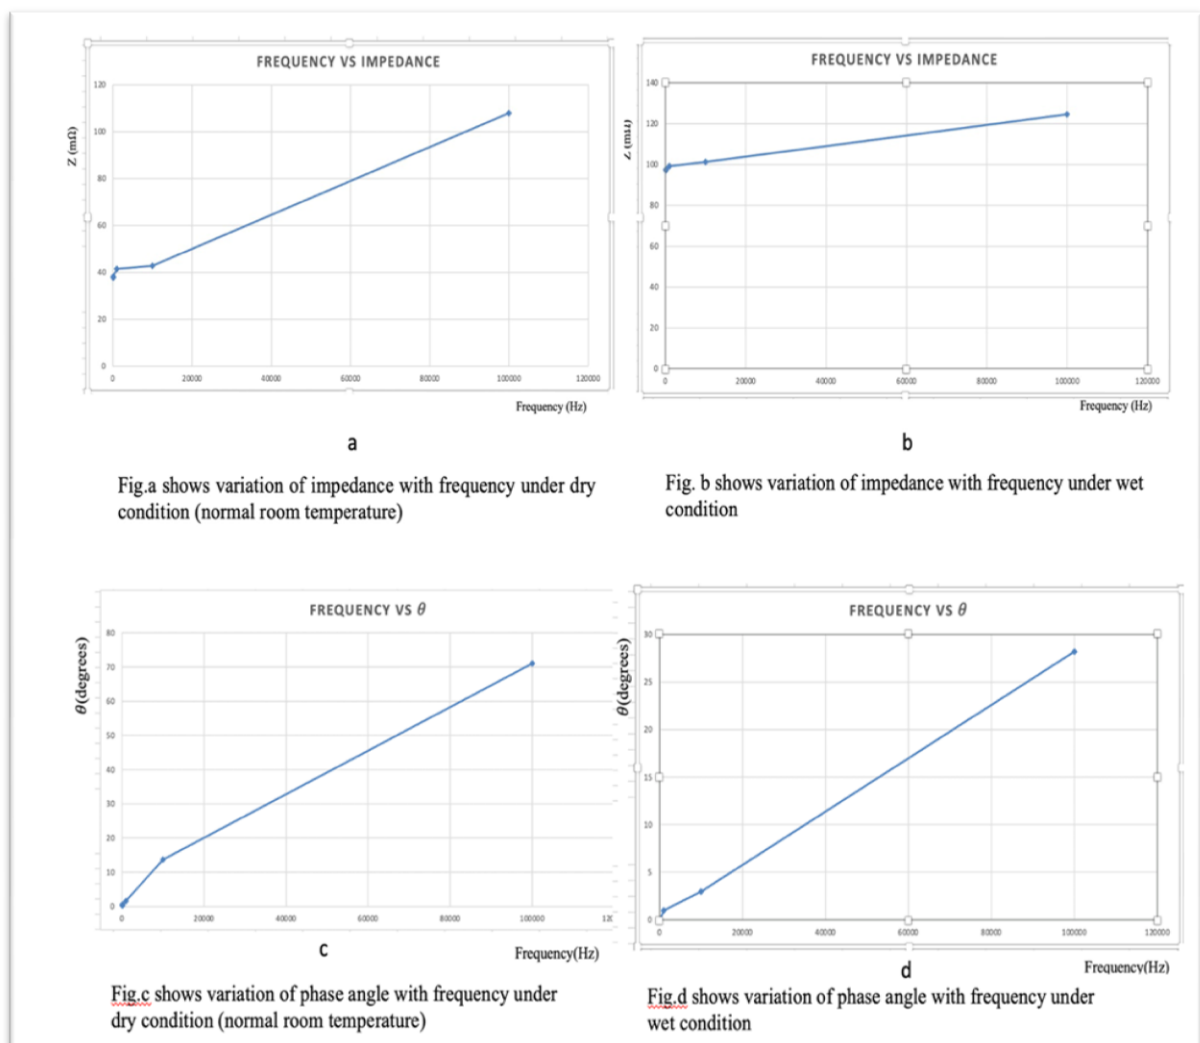 FREQUENCY VS IMPEDANCE
Z (mΩ)
120
100
80
60
40
20
0
0 20000 40000 60000 80000 100000 120000
Frequency (Hz)
a
Fig.a shows variation of impedance with frequency under dry
condition (normal room temperature)
FREQUENCY VS IMPEDANCE
140
120
100
80
60
40
20
0
0 20000 40000 60000 80000 100000 120000
Frequency (Hz)
b
Fig. b shows variation of impedance with frequency under wet
condition
FREQUENCY VS θ
θ(degrees)
80
70
60
50
40
30
20
10
0
0 20000 40000 60000 80000 100000
c
Frequency(Hz)
Fig.c shows variation of phase angle with frequency under
dry condition (normal room temperature)
FREQUENCY VS θ
θ(degrees)
30
25
20
15
10
5
0
0 20000 40000 60000 80000 100000 120000
d
Frequency(Hz)
Fig.d shows variation of phase angle with frequency under
wet condition